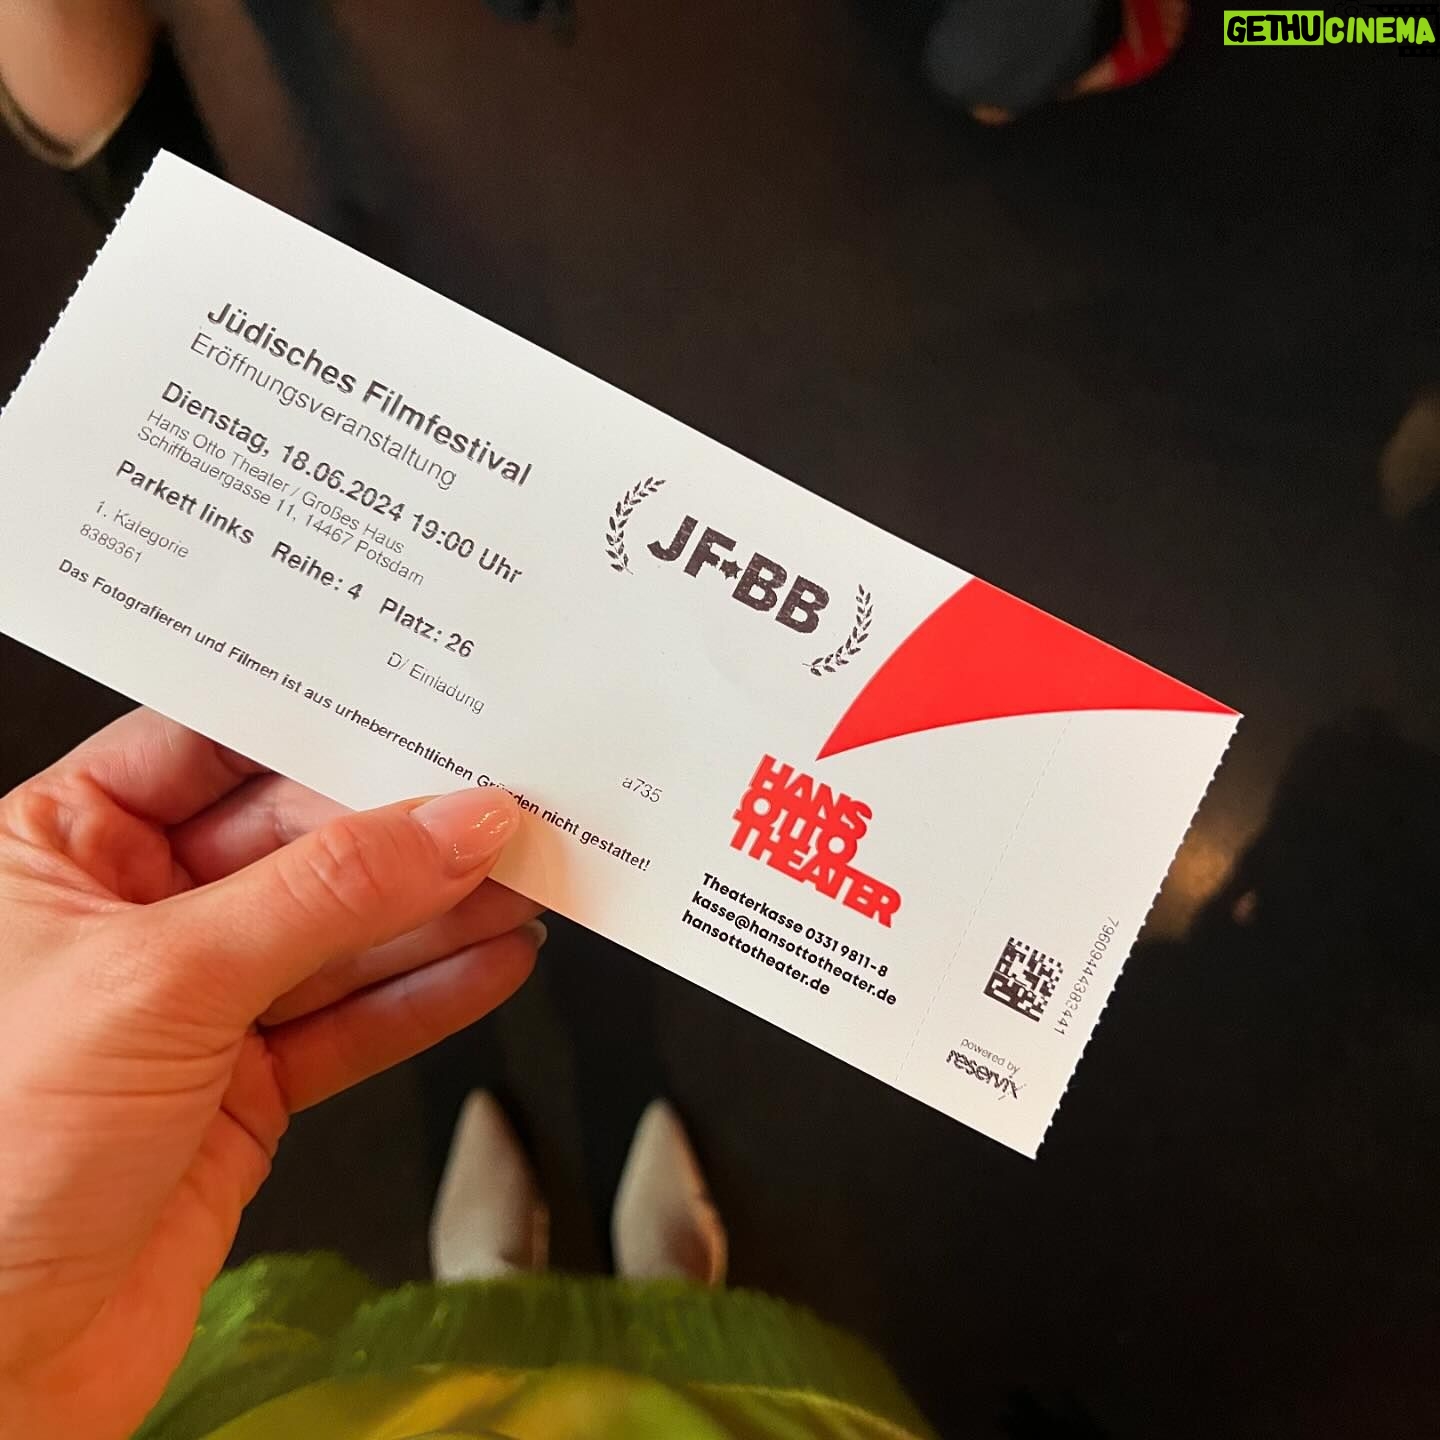 GETHUCINEMA
Jüdisches Filmfestival
Eröffnungsveranstaltung
Dienstag, 18.06.2024 19:00 Uhr
Hans Otto Theater / Großes Haus
Schiffbauergasse 11, 14467 Potsdam
Parkett links Reihe: 4 Platz: 26
1. Kategorie D/ Einladung
8389361
Das Fotografieren und Filmen ist aus urheberrechtlichen Gründen nicht gestattet!
a735
JF★BB
HANS
OTTO
THEATER
Theaterkasse 0331 9811-8
kasse@hansottotheater.de
hansottotheater.de
powered by
reservix